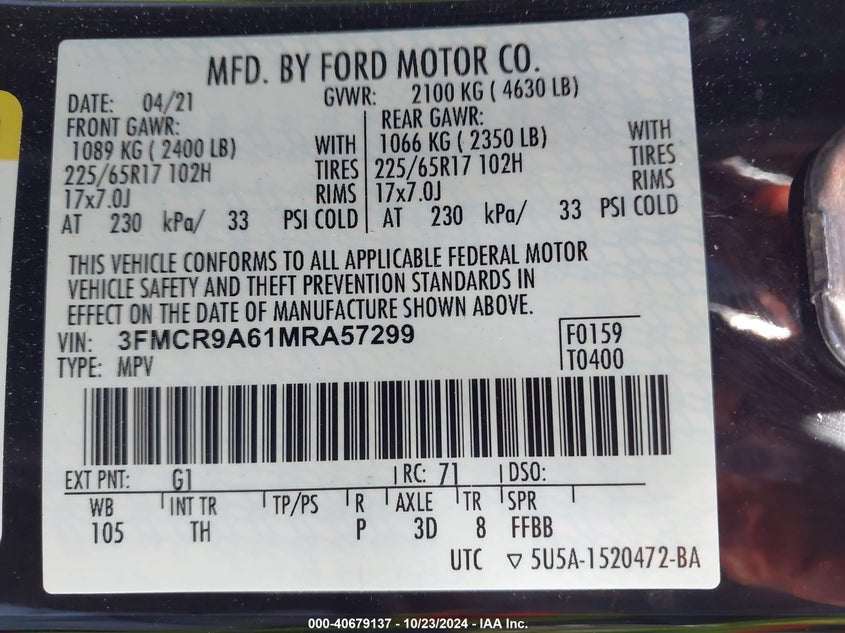 MFD. BY FORD MOTOR CO.
DATE: 04/21 GVWR: 2100 KG ( 4630 LB)
FRONT GAWR: REAR GAWR:
1089 KG ( 2400 LB) WITH 1066 KG ( 2350 LB) WITH
225/65R17 102H TIRES 225/65R17 102H TIRES
17x7.0J RIMS 17x7.0J RIMS
AT 230 kPa/ 33 PSI COLD AT 230 kPa/ 33 PSI COLD
THIS VEHICLE CONFORMS TO ALL APPLICABLE FEDERAL MOTOR
VEHICLE SAFETY AND THEFT PREVENTION STANDARDS IN
EFFECT ON THE DATE OF MANUFACTURE SHOWN ABOVE.
VIN: 3FMCR9A61MRA57299 F0159
TYPE: MPV T0400
EXT PNT: G1 RC: 71 DSO:
WB INT TR TP/PS R AXLE TR SPR
105 TH P 3D 8 FFBB
UTC ▽ 5U5A-1520472-BA
000-40679137 - 10/23/2024 - IAA Inc.